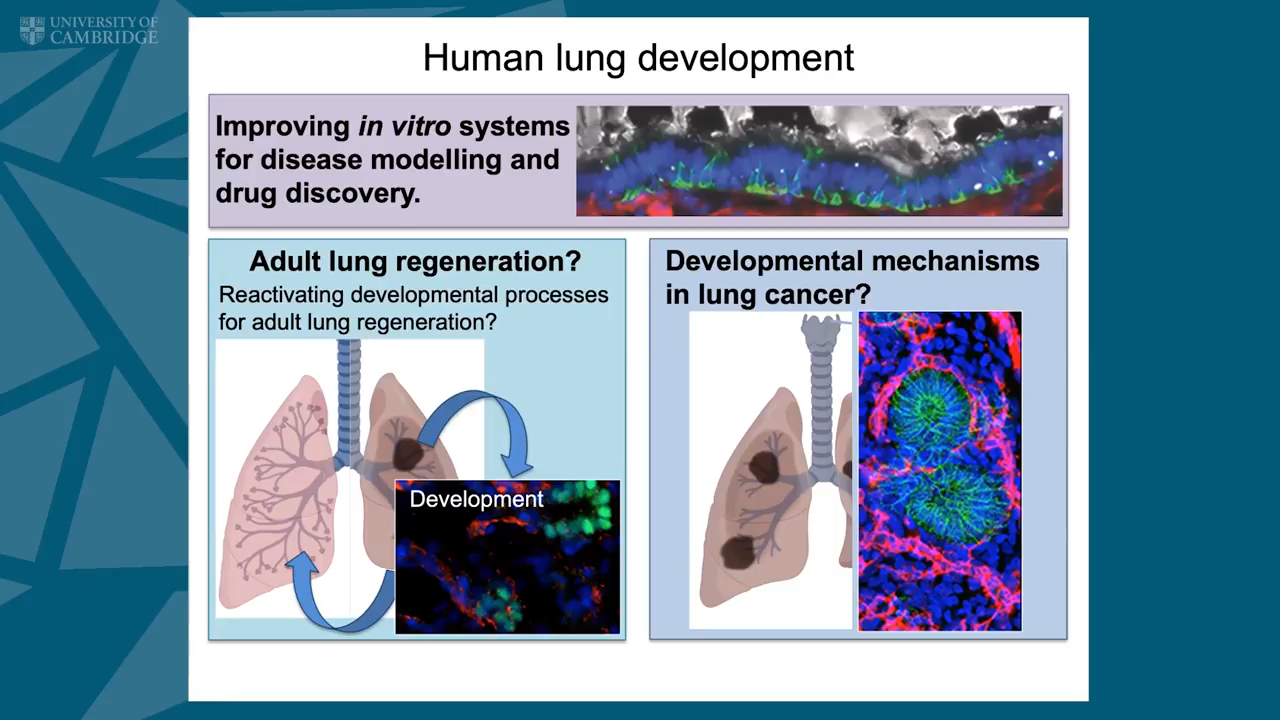 UNIVERSITY OF
CAMBRIDGE
Human lung development
Improving in vitro systems
for disease modelling and
drug discovery.
Adult lung regeneration?
Reactivating developmental processes
for adult lung regeneration?
Development
Developmental mechanisms
in lung cancer?